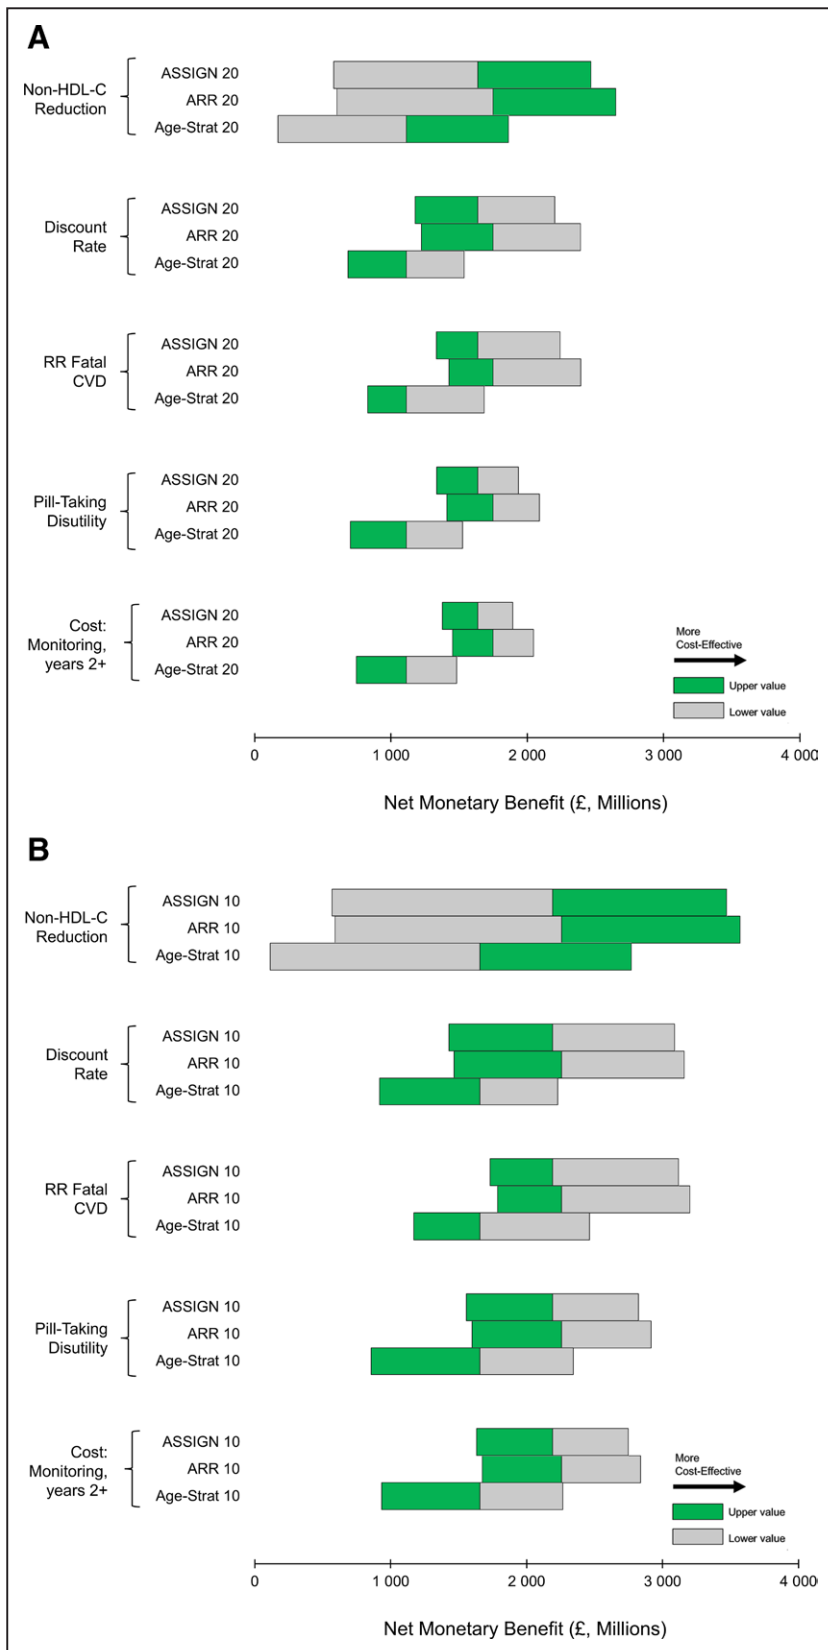 A
Non-HDL-C
Reduction
ASSIGN 20
ARR 20
Age-Strat 20
Discount
Rate
ASSIGN 20
ARR 20
Age-Strat 20
RR Fatal
CVD
ASSIGN 20
ARR 20
Age-Strat 20
Pill-Taking
Disutility
ASSIGN 20
ARR 20
Age-Strat 20
Cost:
Monitoring,
years 2+
ASSIGN 20
ARR 20
Age-Strat 20
More
Cost-Effective
Upper value
Lower value
0 1 000 2 000 3 000 4 000
Net Monetary Benefit (£, Millions)
B
Non-HDL-C
Reduction
ASSIGN 10
ARR 10
Age-Strat 10
Discount
Rate
ASSIGN 10
ARR 10
Age-Strat 10
RR Fatal
CVD
ASSIGN 10
ARR 10
Age-Strat 10
Pill-Taking
Disutility
ASSIGN 10
ARR 10
Age-Strat 10
Cost:
Monitoring,
years 2+
ASSIGN 10
ARR 10
Age-Strat 10
More
Cost-Effective
Upper value
Lower value
0 1 000 2 000 3 000 4 000
Net Monetary Benefit (£, Millions)